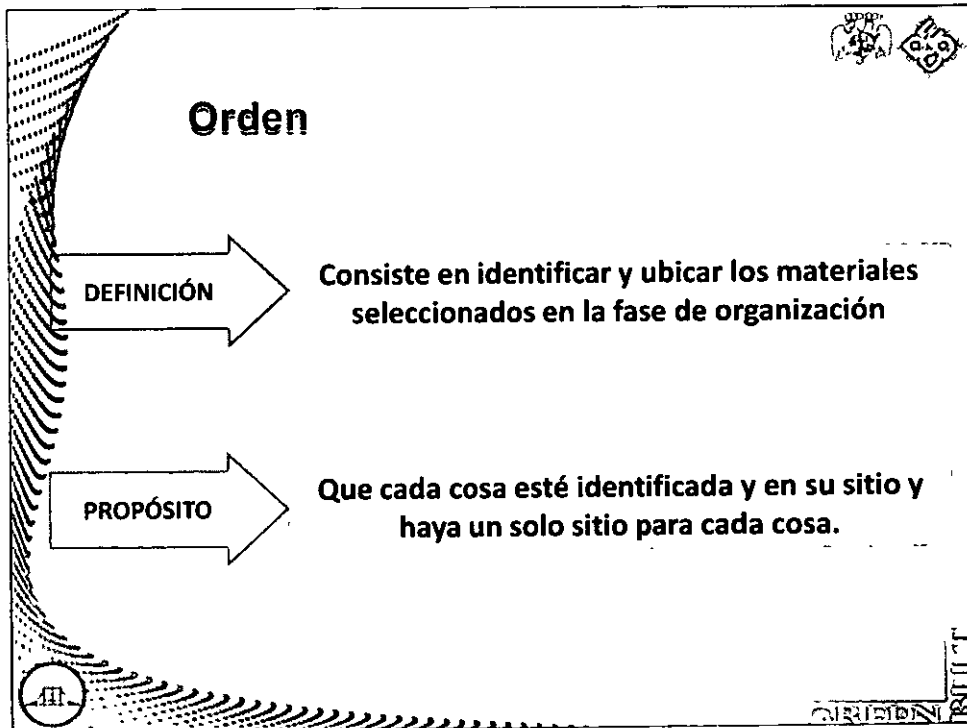 Orden
DEFINICIÓN
Consiste en identificar y ubicar los materiales
seleccionados en la fase de organización
PROPÓSITO
Que cada cosa esté identificada y en su sitio y
haya un solo sitio para cada cosa.